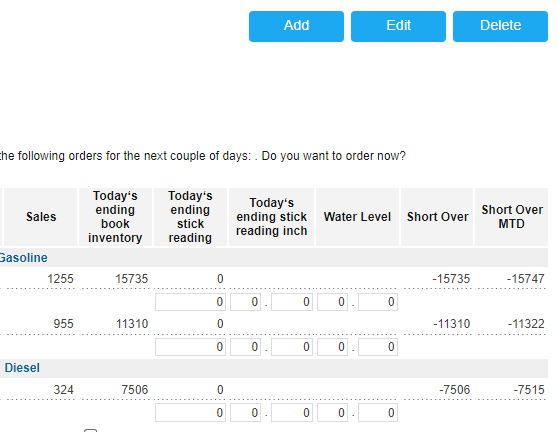 Add Edit Delete
the following orders for the next couple of days: . Do you want to order now?
Sales Today's ending book inventory Today's ending stick reading Today's ending stick reading inch Water Level Short Over Short Over MTD
Gasoline
1255 15735 0 -15735 -15747
0 0 . 0 0 . 0
955 11310 0 -11310 -11322
0 0 . 0 0 . 0
Diesel
324 7506 0 -7506 -7515
0 0 . 0 0 . 0